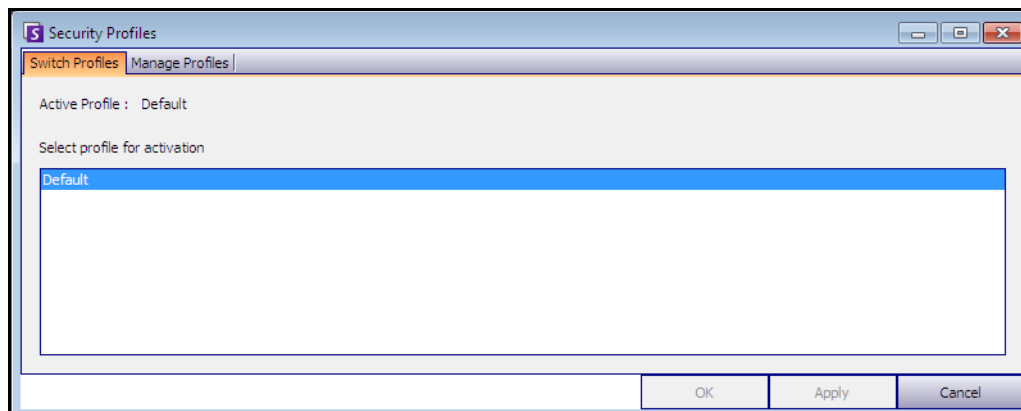 Security Profiles
Switch Profiles Manage Profiles
Active Profile : Default
Select profile for activation
Default
OK Apply Cancel